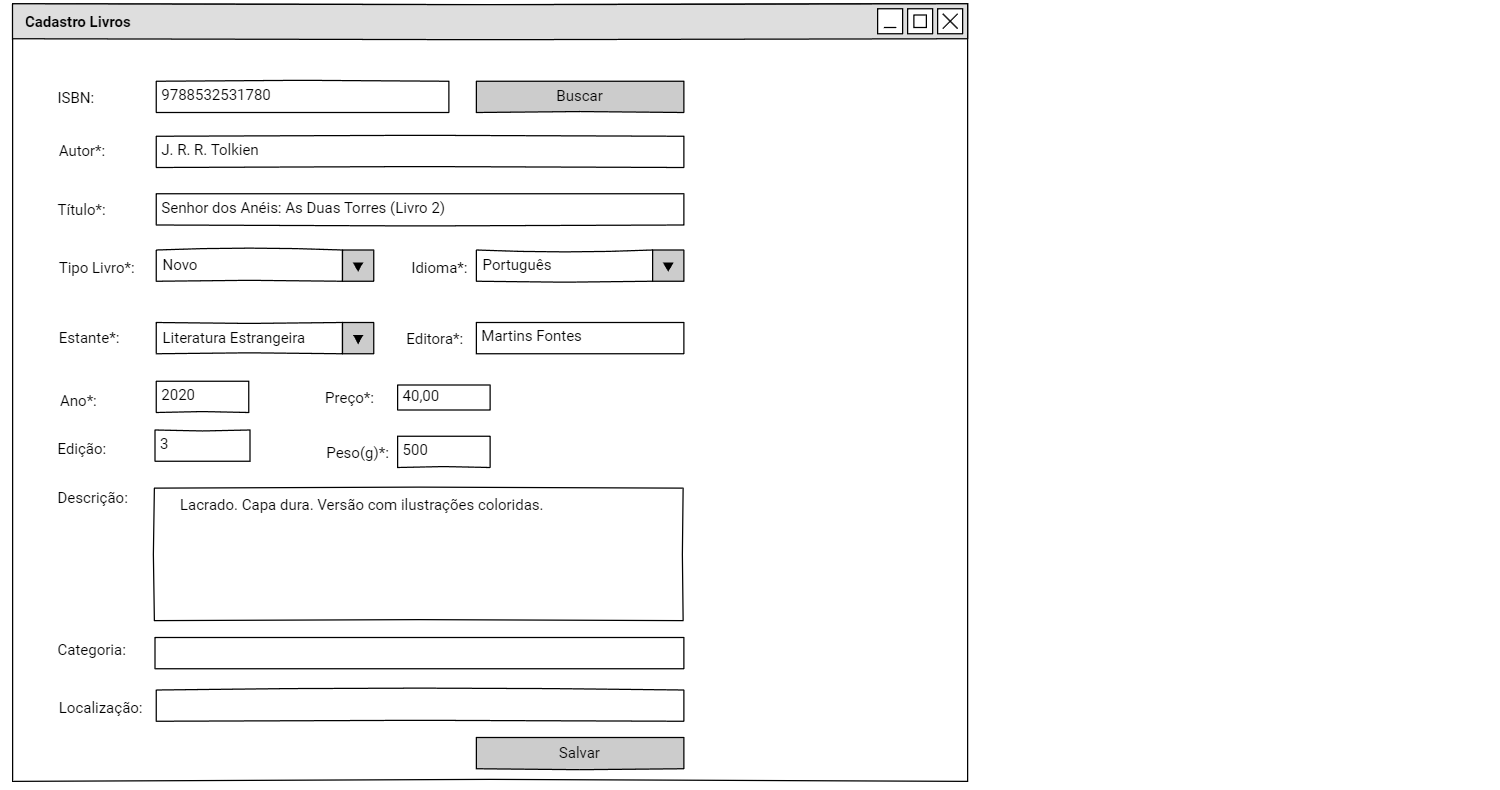 Cadastro Livros
ISBN: 9788532531780 Buscar
Autor*: J. R. R. Tolkien
Título*: Senhor dos Anéis: As Duas Torres (Livro 2)
Tipo Livro*: Novo Idioma*: Português
Estante*: Literatura Estrangeira Editora*: Martins Fontes
Ano*: 2020 Preço*: 40,00
Edição: 3 Peso(g)*: 500
Descrição: Lacrado. Capa dura. Versão com ilustrações coloridas.
Categoria:
Localização:
Salvar